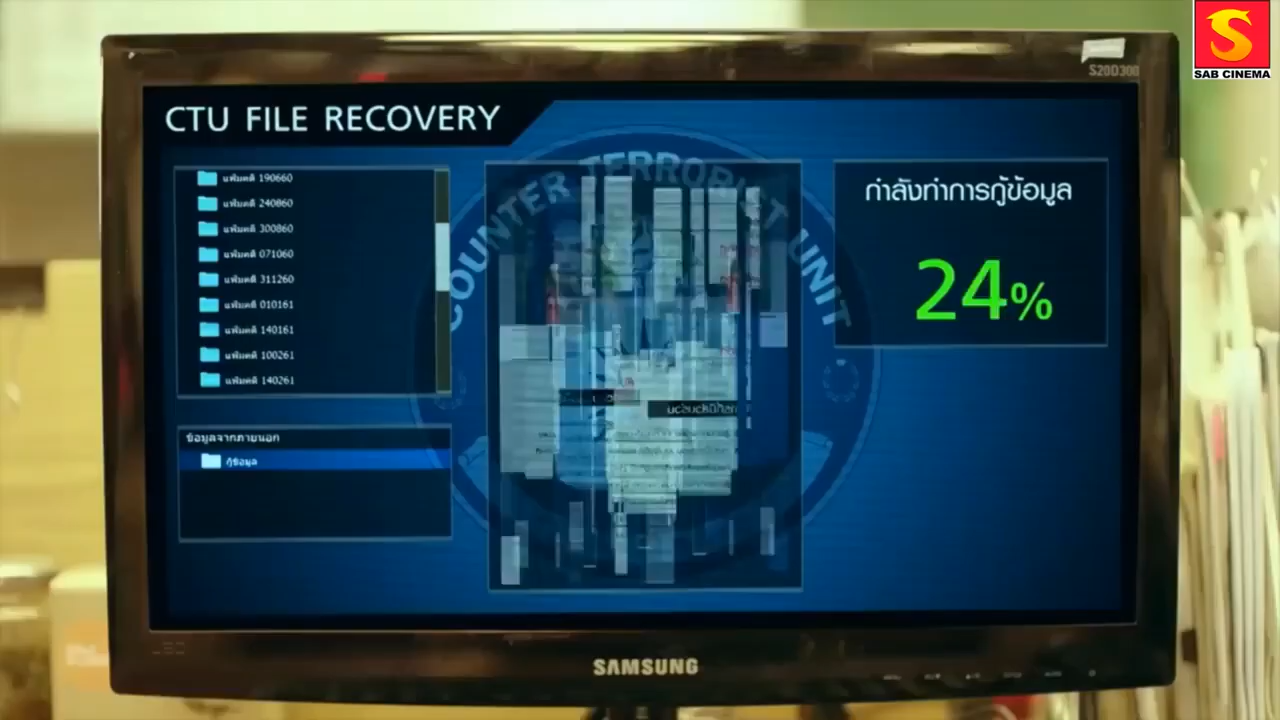 SAB CINEMA
S20D300
CTU FILE RECOVERY
แฟ้มคดี 190660
แฟ้มคดี 240860
แฟ้มคดี 300860
แฟ้มคดี 071060
แฟ้มคดี 311260
แฟ้มคดี 010161
แฟ้มคดี 140161
แฟ้มคดี 100261
แฟ้มคดี 140261
COUNTER TERRORIST UNIT
กำลังทำการกู้ข้อมูล
24%
ข้อมูลจากภายนอก
กู้ข้อมูล
SAMSUNG